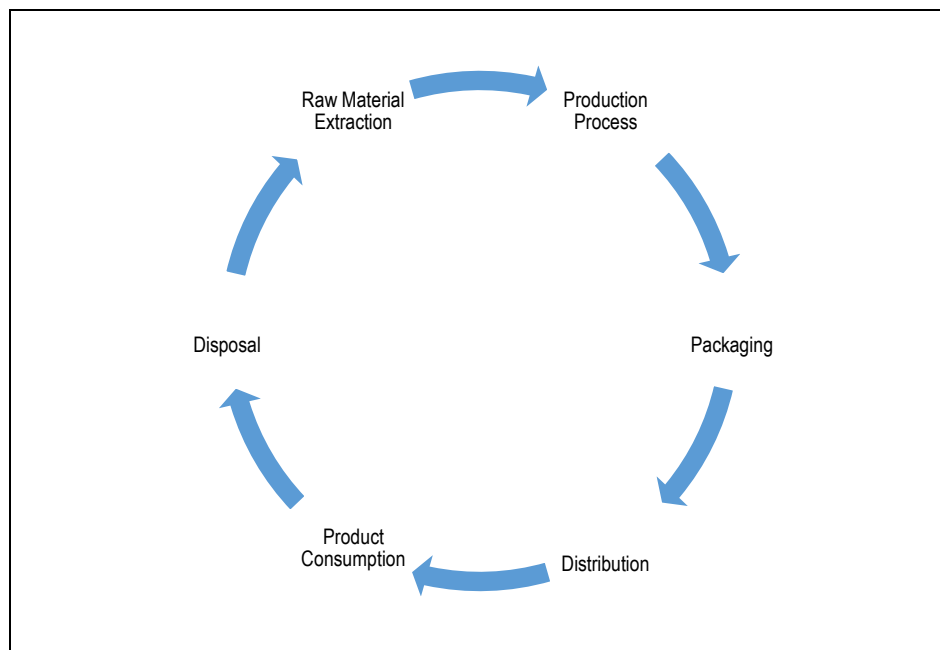 Raw Material
Extraction
Production
Process
Packaging
Distribution
Product
Consumption
Disposal